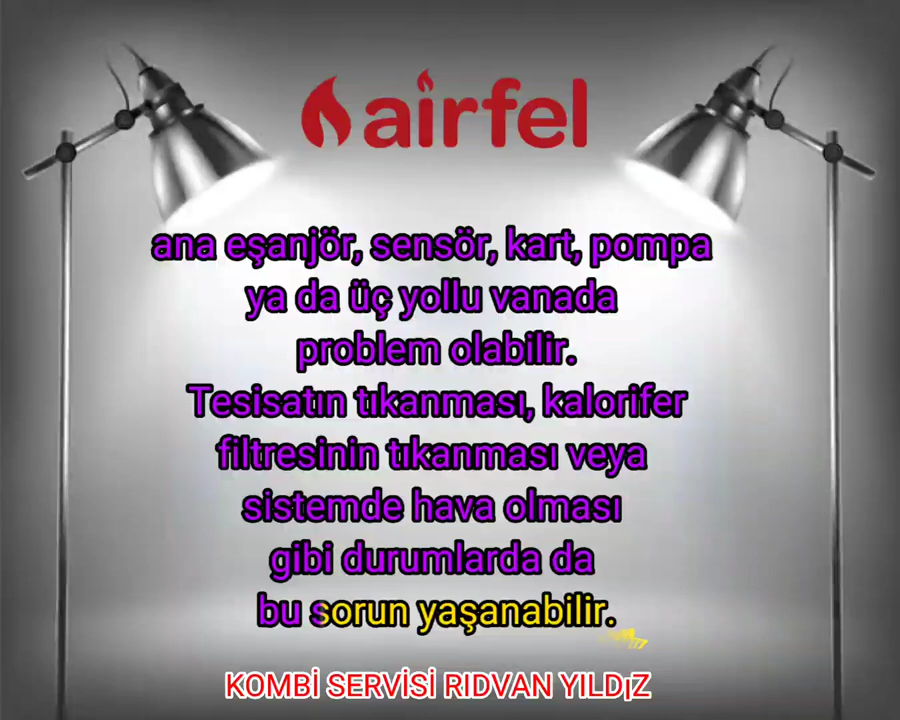 airfel
ana eşanjör, sensör, kart, pompa
ya da üç yollu vanada
problem olabilir.
Tesisatın tıkanması, kalorifer
filtresinin tıkanması veya
sistemde hava olması
gibi durumlarda da
bu sorun yaşanabilir.
KOMBİ SERVİSİ RIDVAN YILDIZ